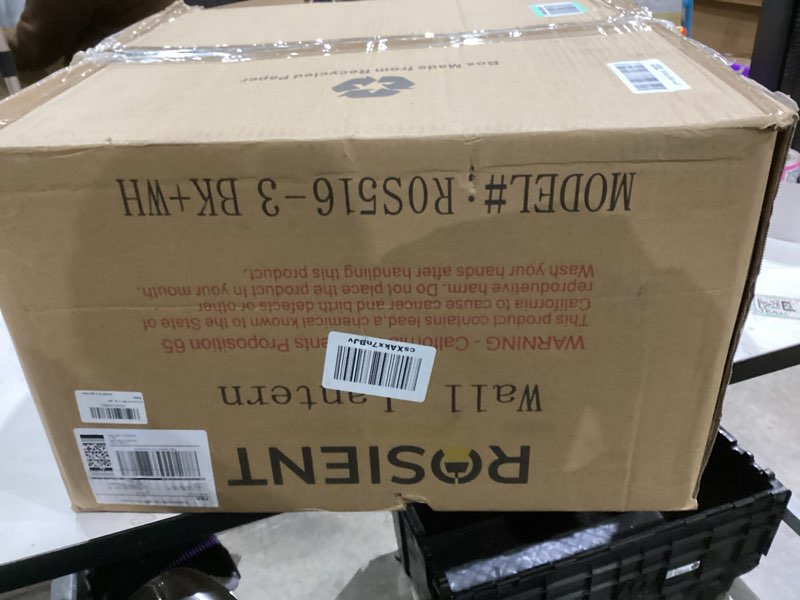 ROSIENT
Wall Lantern
WARNING - California Proposition 65
This product contains lead,a chemical known to the State of
California to cause cancer and birth defects or other
reproduetive harm. Do not place the product in your mouth.
Wash your hands after handling this product.
MODEL#:ROS516-3 BK+WH
Box Made from Recycled Paper
csXAkx7nBJv